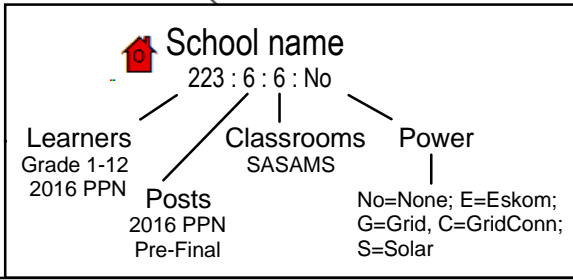 School name
O
223 : 6 : 6 : No
Learners
Grade 1-12
2016 PPN
Posts
2016 PPN
Pre-Final
Classrooms
SASAMS
Power
No=None; E=Eskom;
G=Grid, C=GridConn;
S=Solar